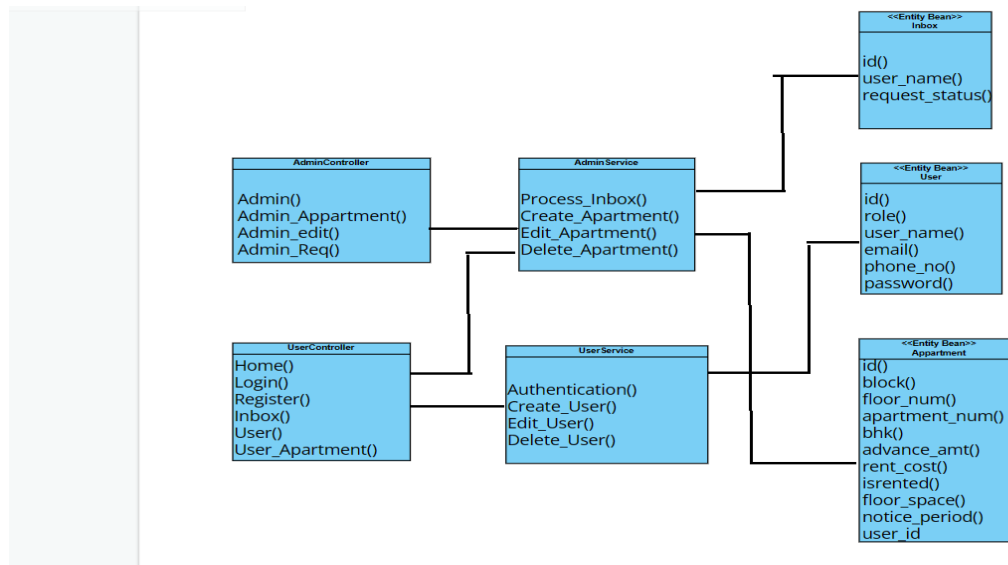 <<Entity Bean>>
Inbox
id()
user_name()
request_status()
AdminController
Admin()
Admin_Appartment()
Admin_edit()
Admin_Req()
AdminService
Process_Inbox()
Create_Apartment()
Edit_Apartment()
Delete_Apartment()
<<Entity Bean>>
User
id()
role()
user_name()
email()
phone_no()
password()
UserController
Home()
Login()
Register()
Inbox()
User()
User_Apartment()
UserService
Authentication()
Create_User()
Edit_User()
Delete_User()
<<Entity Bean>>
Appartment
id()
block()
floor_num()
apartment_num()
bhk()
advance_amt()
rent_cost()
isrented()
floor_space()
notice_period()
user_id